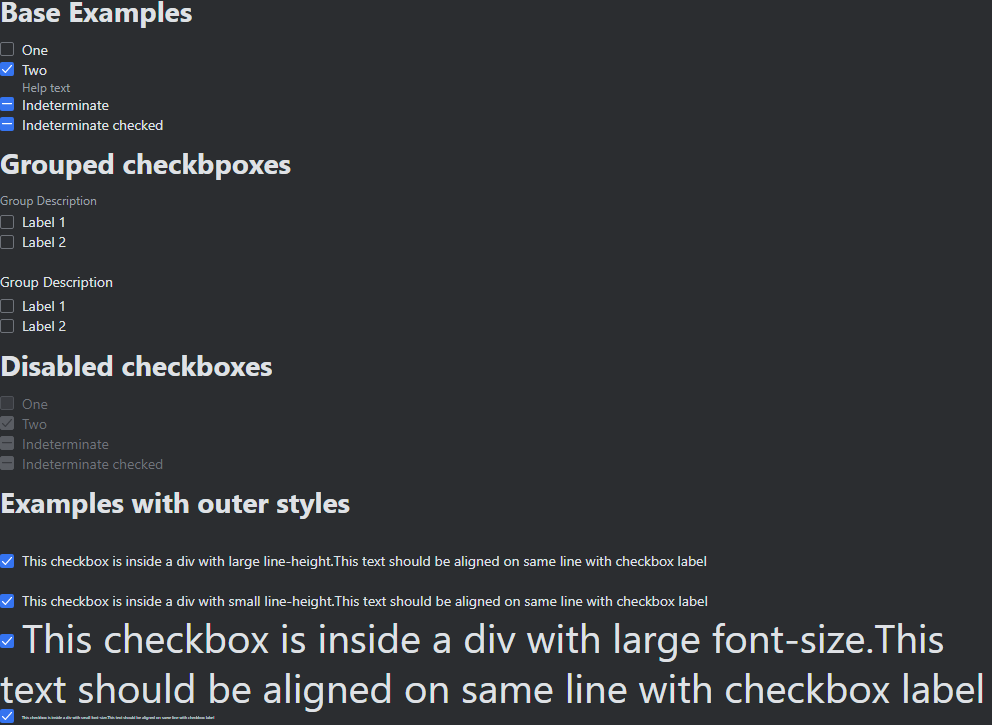 Base Examples
One
Two
Help text
Indeterminate
Indeterminate checked
Grouped checkbpoxes
Group Description
Label 1
Label 2
Group Description
Label 1
Label 2
Disabled checkboxes
One
Two
Indeterminate
Indeterminate checked
Examples with outer styles
This checkbox is inside a div with large line-height.This text should be aligned on same line with checkbox label
This checkbox is inside a div with small line-height.This text should be aligned on same line with checkbox label
This checkbox is inside a div with large font-size.This
text should be aligned on same line with checkbox label
This checkbox is inside a div with small font-size.This text should be aligned on same line with checkbox label